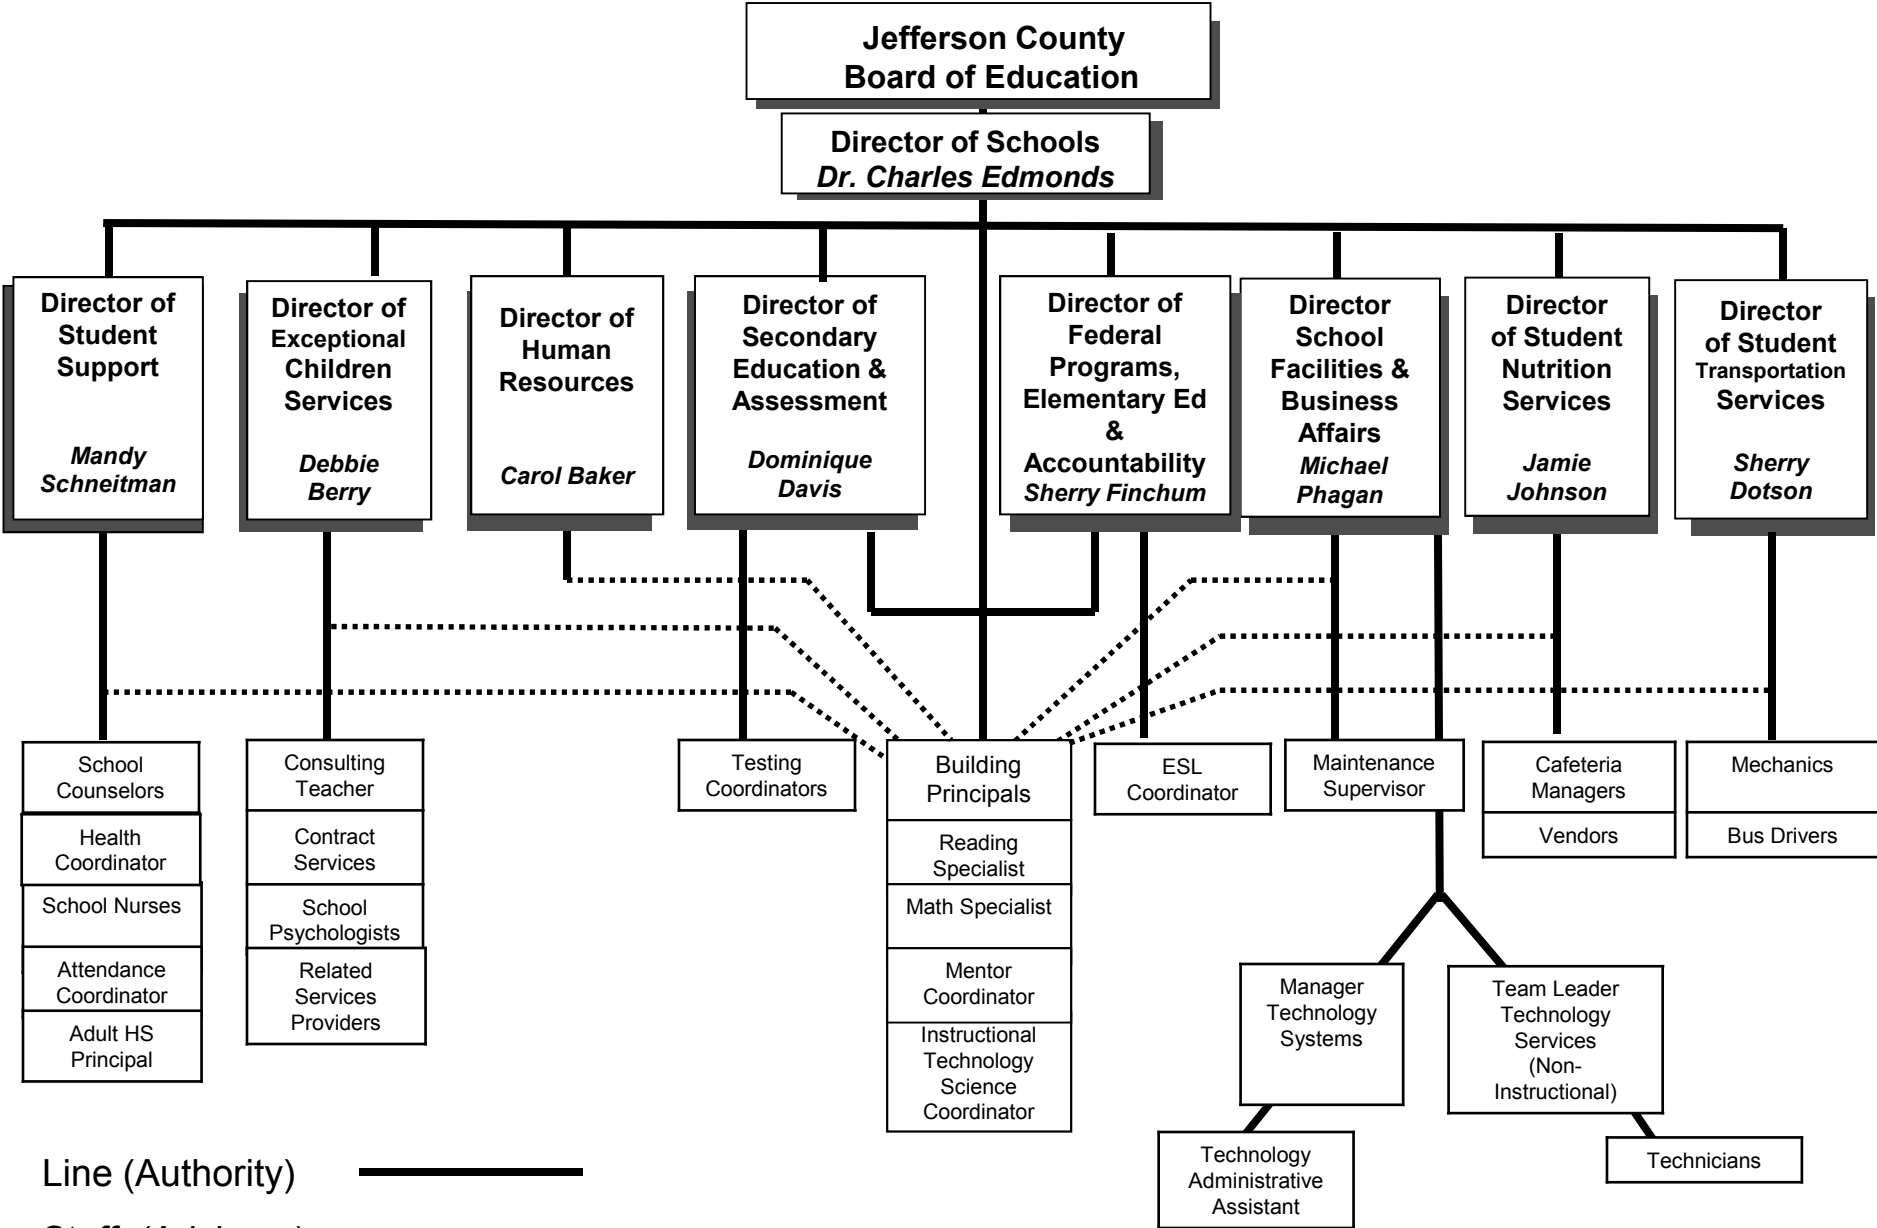 Jefferson County
Board of Education
Director of Schools
Dr. Charles Edmonds
Director of
Student
Support
Mandy
Schneitman
Director of
Exceptional
Children
Services
Debbie
Berry
Director of
Human
Resources
Carol Baker
Director of
Secondary
Education &
Assessment
Dominique
Davis
Director of
Federal
Programs,
Elementary Ed
&
Accountability
Sherry Finchum
Director
School
Facilities &
Business
Affairs
Michael
Phagan
Director
of Student
Nutrition
Services
Jamie
Johnson
Director
of Student
Transportation
Services
Sherry
Dotson
School
Counselors
Health
Coordinator
School Nurses
Attendance
Coordinator
Adult HS
Principal
Consulting
Teacher
Contract
Services
School
Psychologists
Related
Services
Providers
Testing
Coordinators
Building
Principals
Reading
Specialist
Math Specialist
Mentor
Coordinator
Instructional
Technology
Science
Coordinator
ESL
Coordinator
Maintenance
Supervisor
Cafeteria
Managers
Vendors
Mechanics
Bus Drivers
Manager
Technology
Systems
Team Leader
Technology
Services
(Non-
Instructional)
Technology
Administrative
Assistant
Technicians
Line (Authority)